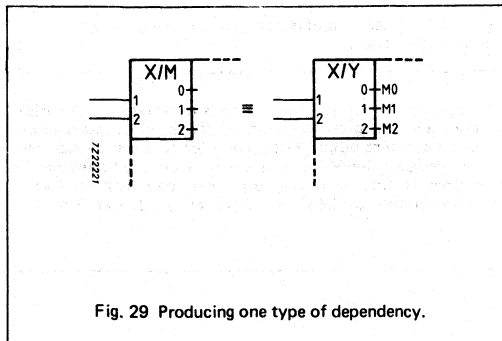 X/M
X/Y
0
0 M0
1
1
1
1 M1
≡
2
2
2
2 M2
7222221
Fig. 29 Producing one type of dependency.